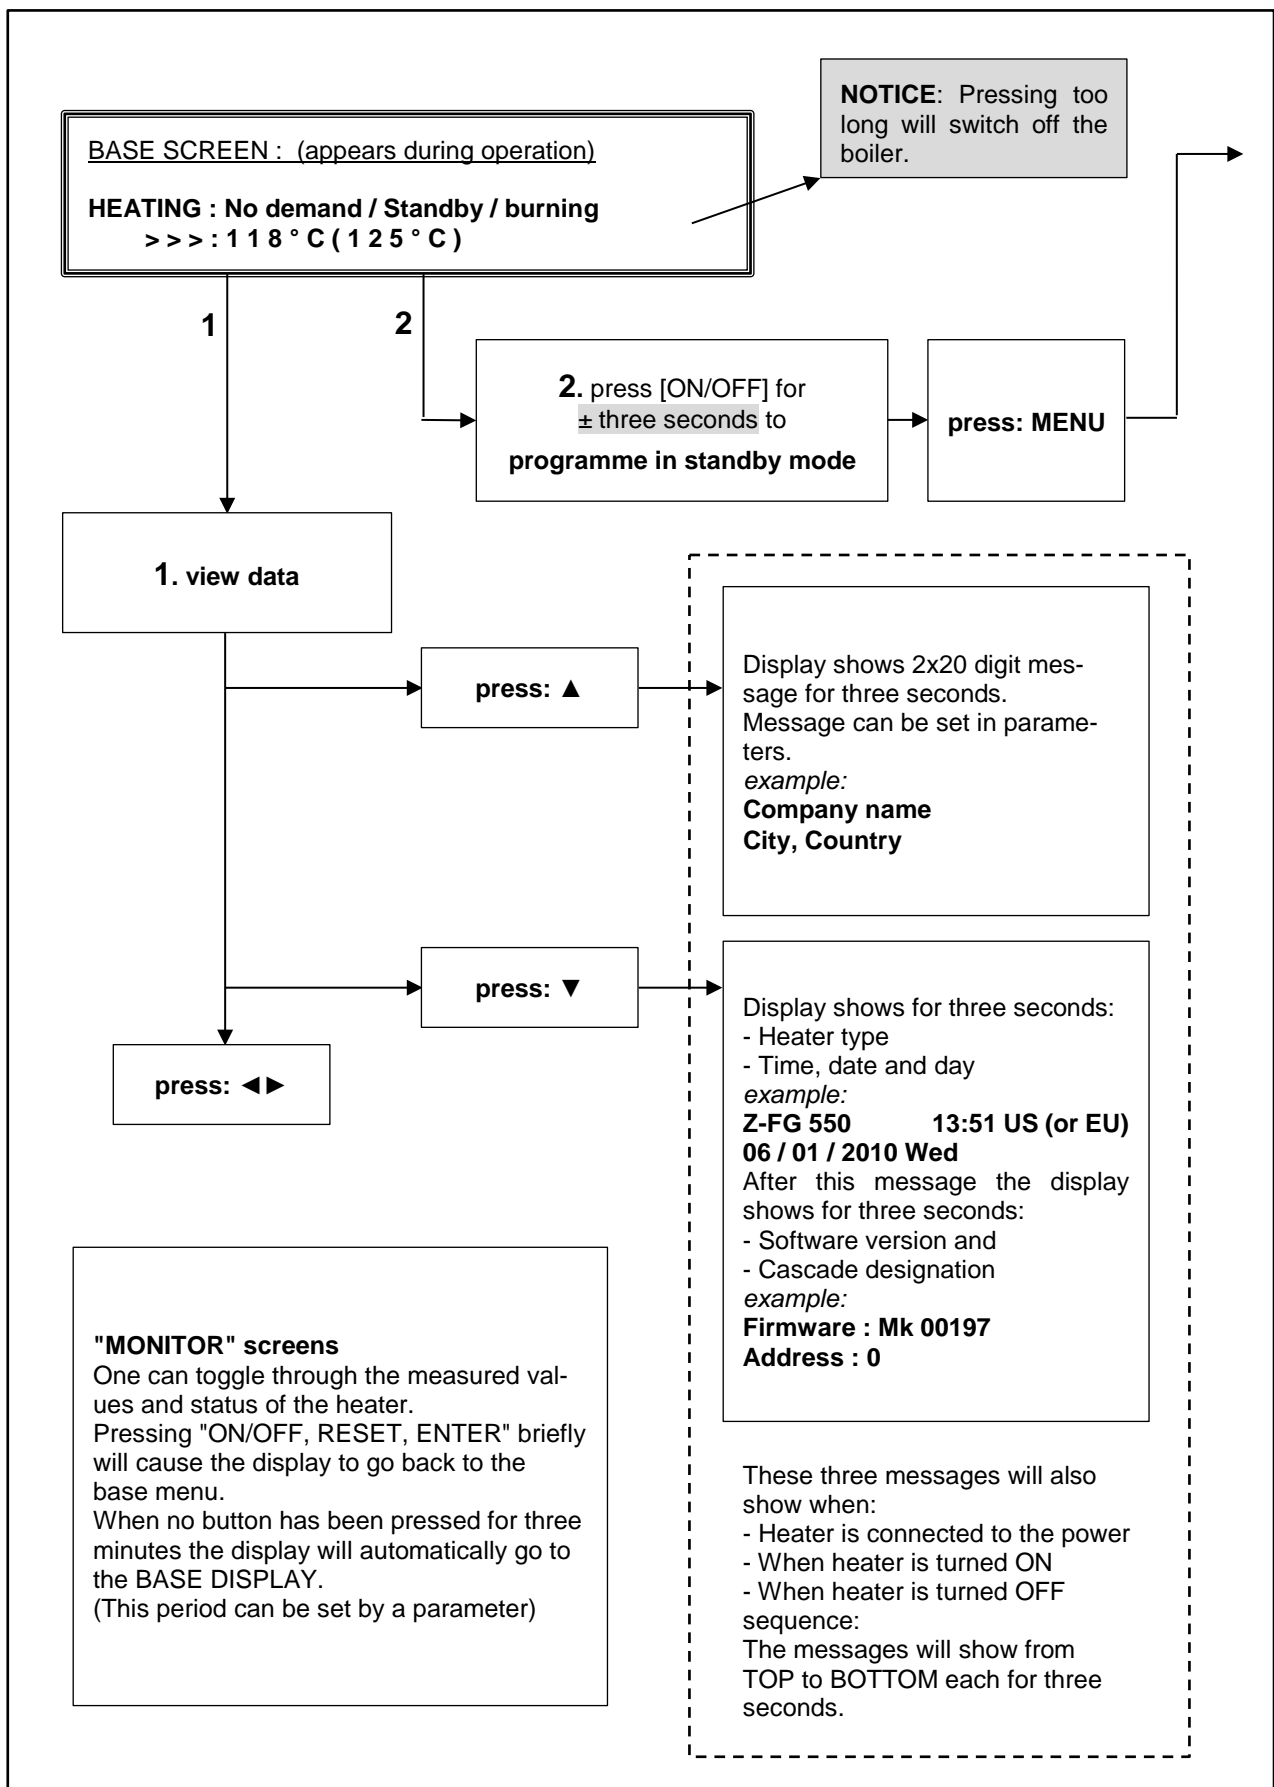 NOTICE: Pressing too
long will switch off the
boiler.
BASE SCREEN : (appears during operation)
HEATING : No demand / Standby / burning
> > > : 1 1 8 ° C ( 1 2 5 ° C )
1
2
2. press [ON/OFF] for
± three seconds to
programme in standby mode
press: MENU
1. view data
press: ▲
Display shows 2x20 digit mes-
sage for three seconds.
Message can be set in parame-
ters.
example:
Company name
City, Country
press: ▼
Display shows for three seconds:
- Heater type
- Time, date and day
example:
Z-FG 550 13:51 US (or EU)
06 / 01 / 2010 Wed
After this message the display
shows for three seconds:
- Software version and
- Cascade designation
example:
Firmware : Mk 00197
Address : 0
press: ◄►
"MONITOR" screens
One can toggle through the measured val-
ues and status of the heater.
Pressing "ON/OFF, RESET, ENTER" briefly
will cause the display to go back to the
base menu.
When no button has been pressed for three
minutes the display will automatically go to
the BASE DISPLAY.
(This period can be set by a parameter)
These three messages will also
show when:
- Heater is connected to the power
- When heater is turned ON
- When heater is turned OFF
sequence:
The messages will show from
TOP to BOTTOM each for three
seconds.